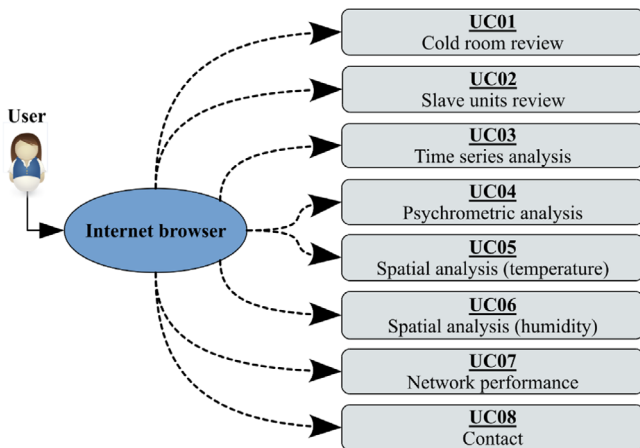 UC01
Cold room review
UC02
Slave units review
User
UC03
Time series analysis
UC04
Psychrometric analysis
Internet browser
UC05
Spatial analysis (temperature)
UC06
Spatial analysis (humidity)
UC07
Network performance
UC08
Contact